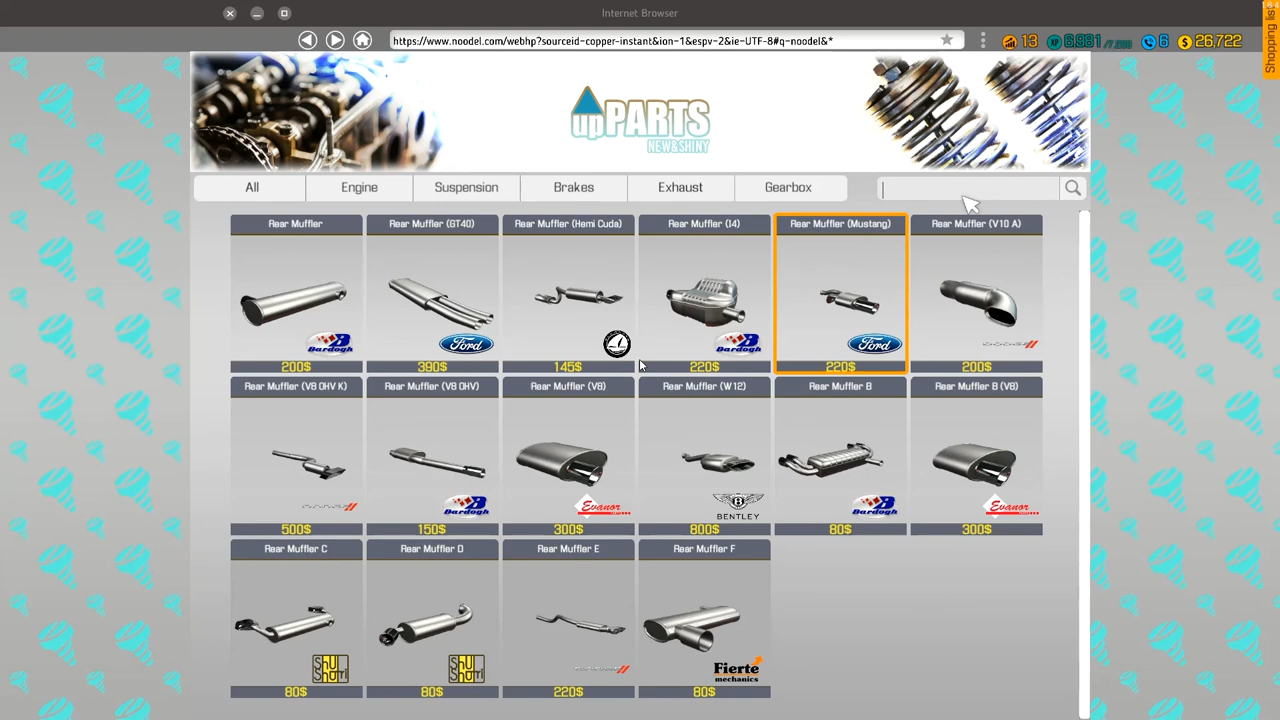 Internet Browser
https://www.noodel.com/webhp?sourceid-copper-instant&ion-1&espv-2&ie-UTF-8#q-noodel&*
13
XP 6,981/7,200
6
$ 26,722
Shopping list
upPARTS
NEW&SHINY
All
Engine
Suspension
Brakes
Exhaust
Gearbox
Rear Muffler
Rear Muffler (GT40)
Rear Muffler (Hemi Cuda)
Rear Muffler (I4)
Rear Muffler (Mustang)
Rear Muffler (V10 A)
Bardogh
Ford
Bardogh
Ford
200$
390$
145$
220$
220$
200$
Rear Muffler (V8 OHV K)
Rear Muffler (V8 OHV)
Rear Muffler (V8)
Rear Muffler (W12)
Rear Muffler B
Rear Muffler B (V8)
Bardogh
Evanor
BENTLEY
Bardogh
Evanor
500$
150$
300$
800$
80$
300$
Rear Muffler C
Rear Muffler D
Rear Muffler E
Rear Muffler F
Fierte
mechanics
80$
80$
220$
80$